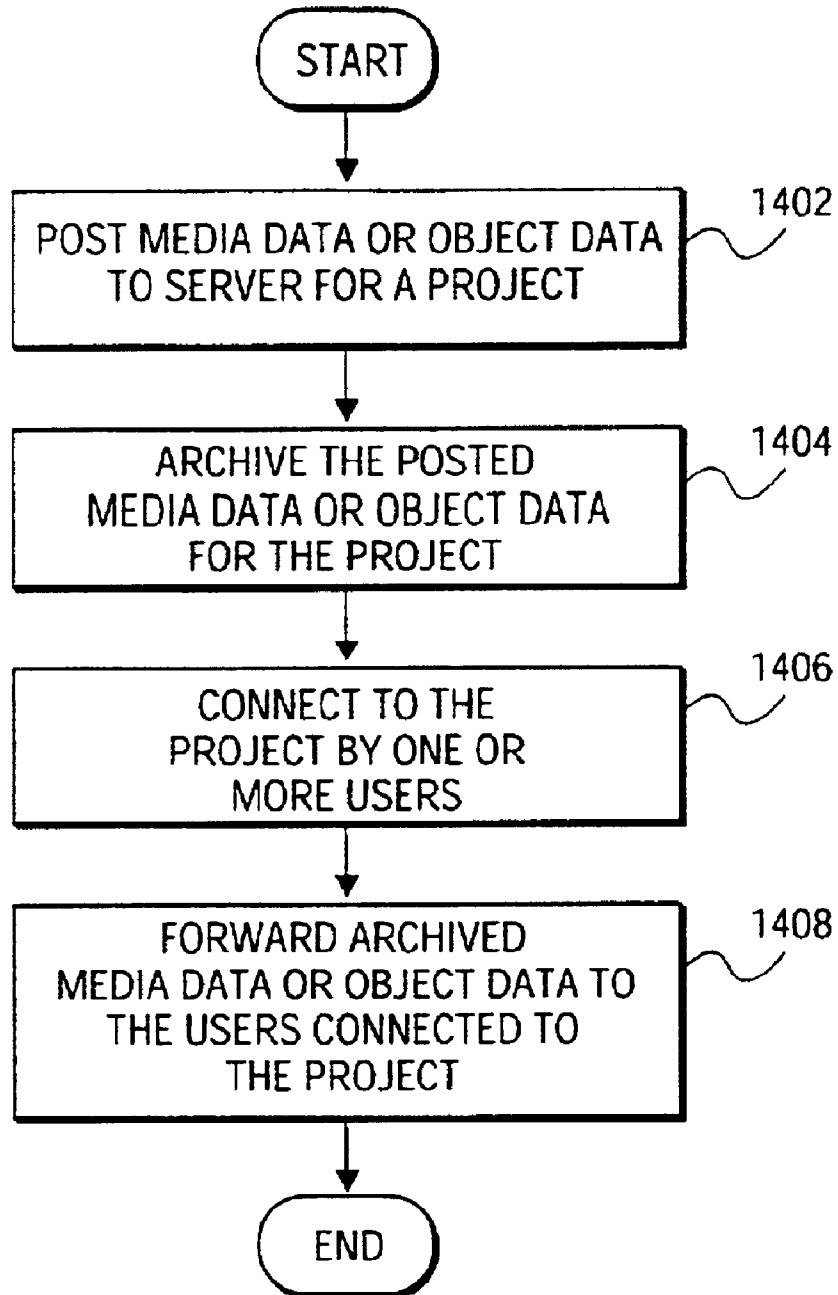 START
1402
POST MEDIA DATA OR OBJECT DATA
TO SERVER FOR A PROJECT
1404
ARCHIVE THE POSTED
MEDIA DATA OR OBJECT DATA
FOR THE PROJECT
1406
CONNECT TO THE
PROJECT BY ONE OR
MORE USERS
1408
FORWARD ARCHIVED
MEDIA DATA OR OBJECT DATA TO
THE USERS CONNECTED TO
THE PROJECT
END